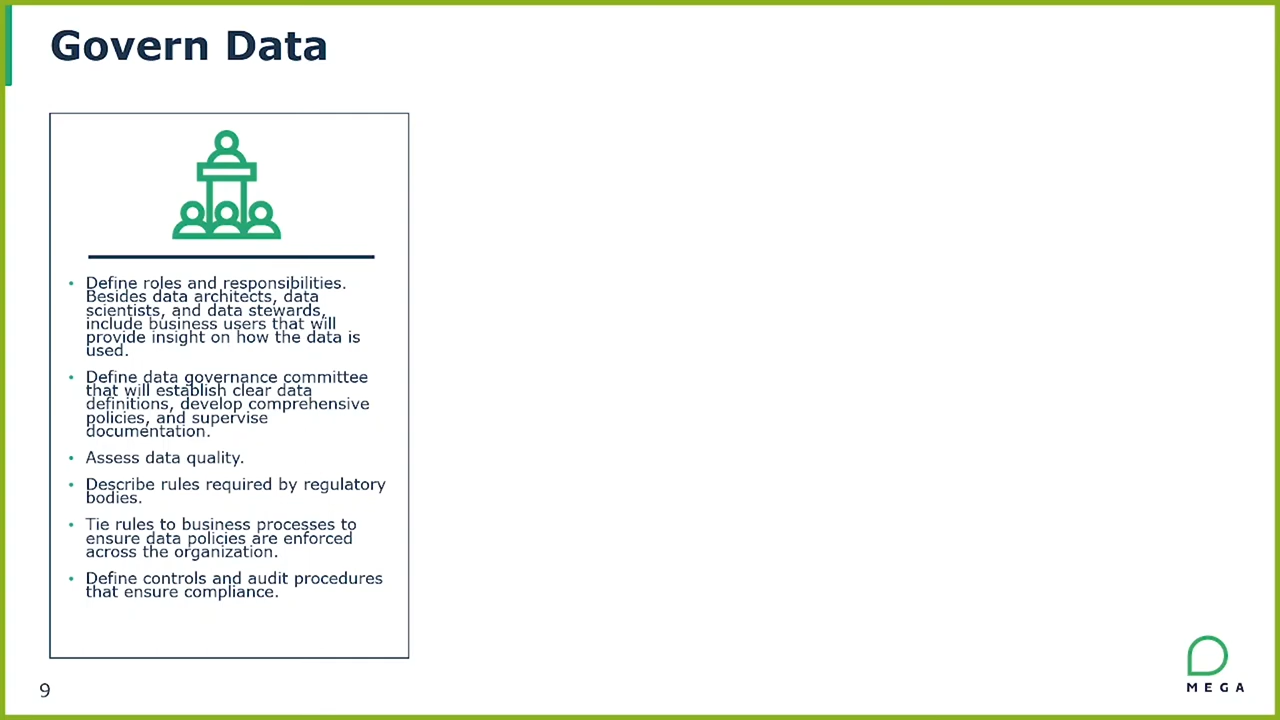 Govern Data
• Define roles and responsibilities.
Besides data architects, data
scientists, and data stewards,
include business users that will
provide insight on how the data is
used.
• Define data governance committee
that will establish clear data
definitions, develop comprehensive
policies, and supervise
documentation.
• Assess data quality.
• Describe rules required by regulatory
bodies.
• Tie rules to business processes to
ensure data policies are enforced
across the organization.
• Define controls and audit procedures
that ensure compliance.
9
MEGA